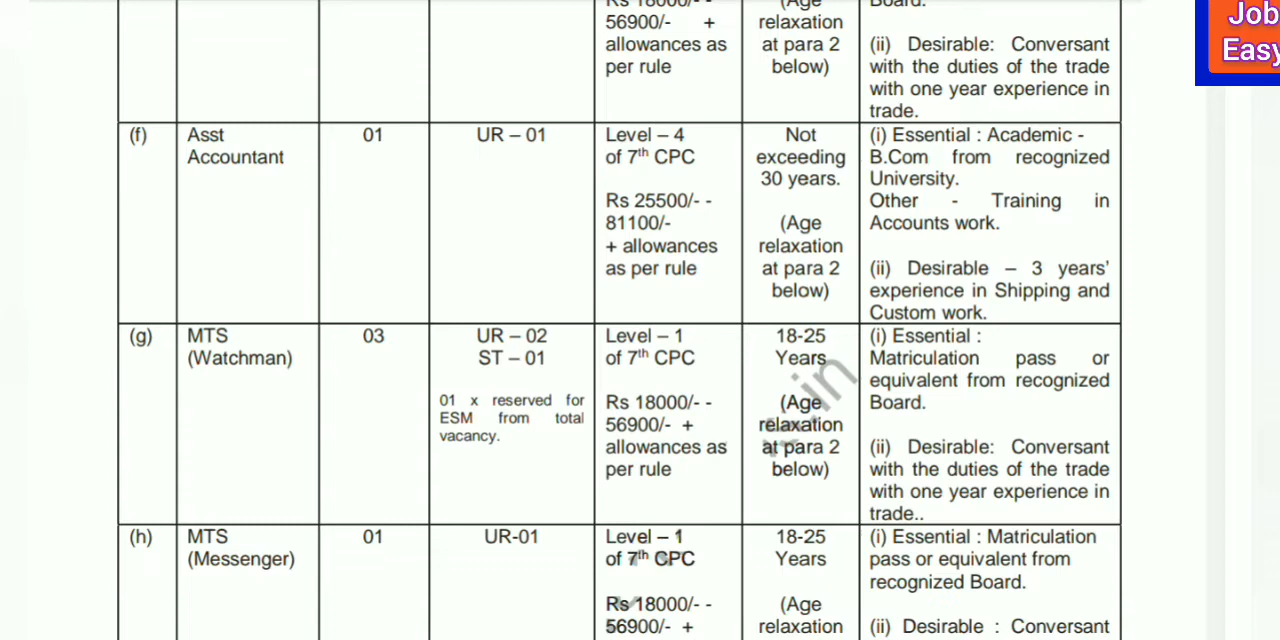 Rs 18000/- -
56900/- +
allowances as
per rule
(Age
relaxation
at para 2
below)
Board.
(ii) Desirable: Conversant
with the duties of the trade
with one year experience in
trade.
Job
Easy
(f)
Asst
Accountant
01
UR – 01
Level – 4
of 7th CPC
Rs 25500/- -
81100/-
+ allowances
as per rule
Not
exceeding
30 years.
(Age
relaxation
at para 2
below)
(i) Essential : Academic -
B.Com from recognized
University.
Other - Training in
Accounts work.
(ii) Desirable – 3 years’
experience in Shipping and
Custom work.
(g)
MTS
(Watchman)
03
UR – 02
ST – 01
01 x reserved for
ESM from total
vacancy.
Level – 1
of 7th CPC
Rs 18000/- -
56900/- +
allowances as
per rule
18-25
Years
(Age
relaxation
at para 2
below)
(i) Essential :
Matriculation pass or
equivalent from recognized
Board.
(ii) Desirable: Conversant
with the duties of the trade
with one year experience in
trade..
(h)
MTS
(Messenger)
01
UR-01
Level – 1
of 7th CPC
Rs 18000/- -
56900/- +
18-25
Years
(Age
relaxation
(i) Essential : Matriculation
pass or equivalent from
recognized Board.
(ii) Desirable : Conversant